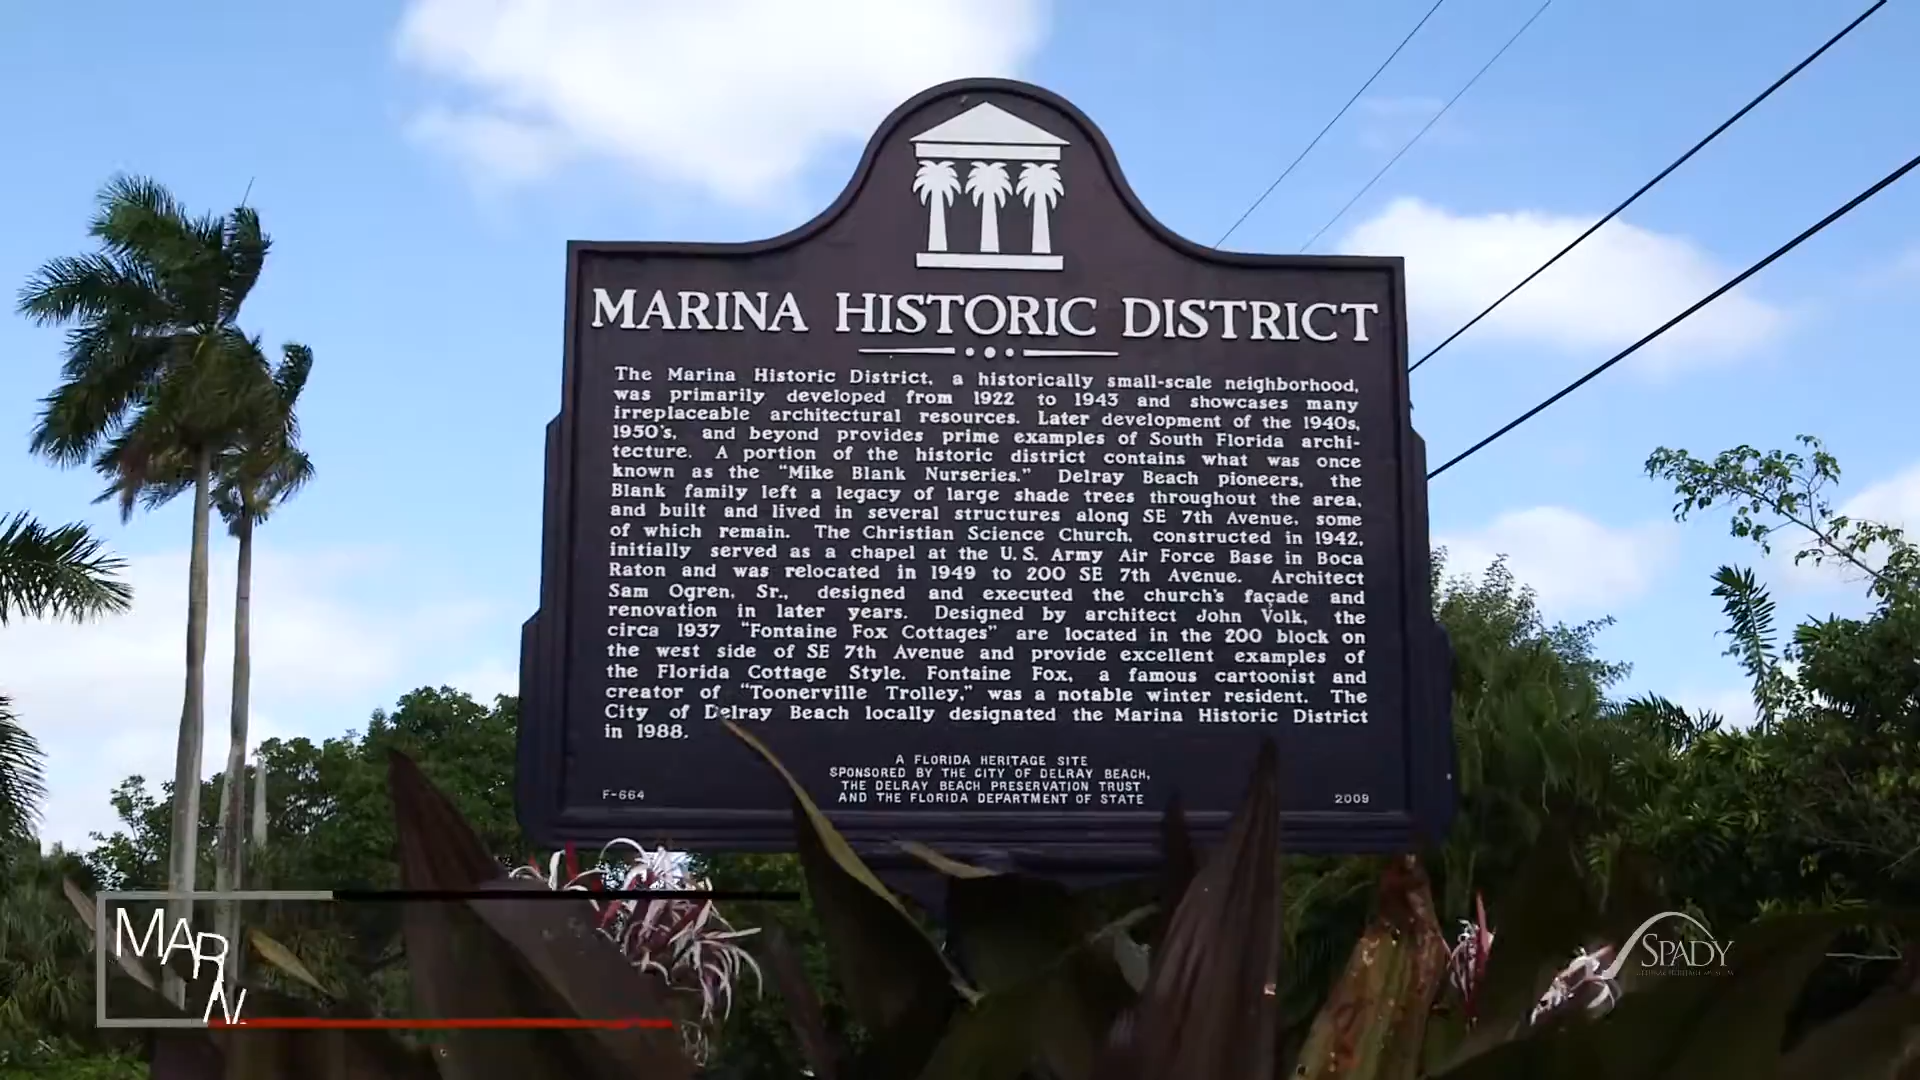 MARINA HISTORIC DISTRICT
The Marina Historic District, a historically small-scale neighborhood,
was primarily developed from 1922 to 1943 and showcases many
irreplaceable architectural resources. Later development of the 1940s,
1950's, and beyond provides prime examples of South Florida archi-
tecture. A portion of the historic district contains what was once
known as the "Mike Blank Nurseries." Delray Beach pioneers, the
Blank family left a legacy of large shade trees throughout the area,
and built and lived in several structures along SE 7th Avenue, some
of which remain. The Christian Science Church, constructed in 1942,
initially served as a chapel at the U.S. Army Air Force Base in Boca
Raton and was relocated in 1949 to 200 SE 7th Avenue. Architect
Sam Ogren, Sr., designed and executed the church's façade and
renovation in later years. Designed by architect John Volk, the
circa 1937 "Fontaine Fox Cottages" are located in the 200 block on
the west side of SE 7th Avenue and provide excellent examples of
the Florida Cottage Style. Fontaine Fox, a famous cartoonist and
creator of "Toonerville Trolley," was a notable winter resident. The
City of Delray Beach locally designated the Marina Historic District
in 1988.
A FLORIDA HERITAGE SITE
SPONSORED BY THE CITY OF DELRAY BEACH,
THE DELRAY BEACH PRESERVATION TRUST
AND THE FLORIDA DEPARTMENT OF STATE
F-664
2009
MARN
SPADY